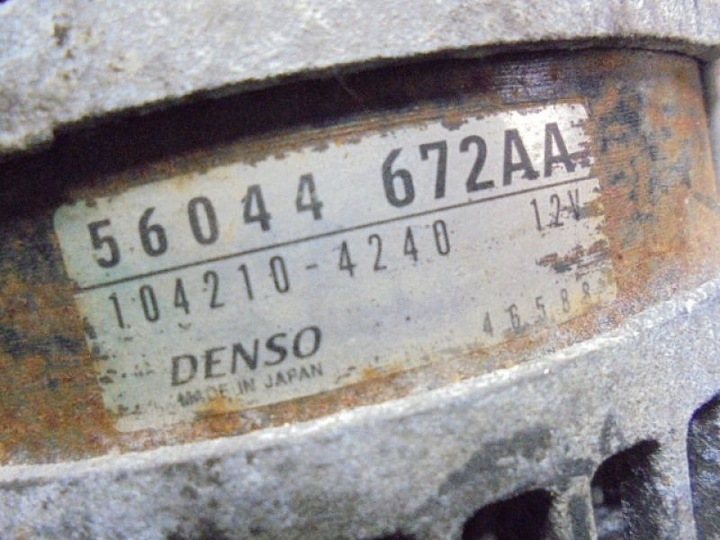 56044 672AA
104210-4240 12V
DENSO 46588
MADE IN JAPAN